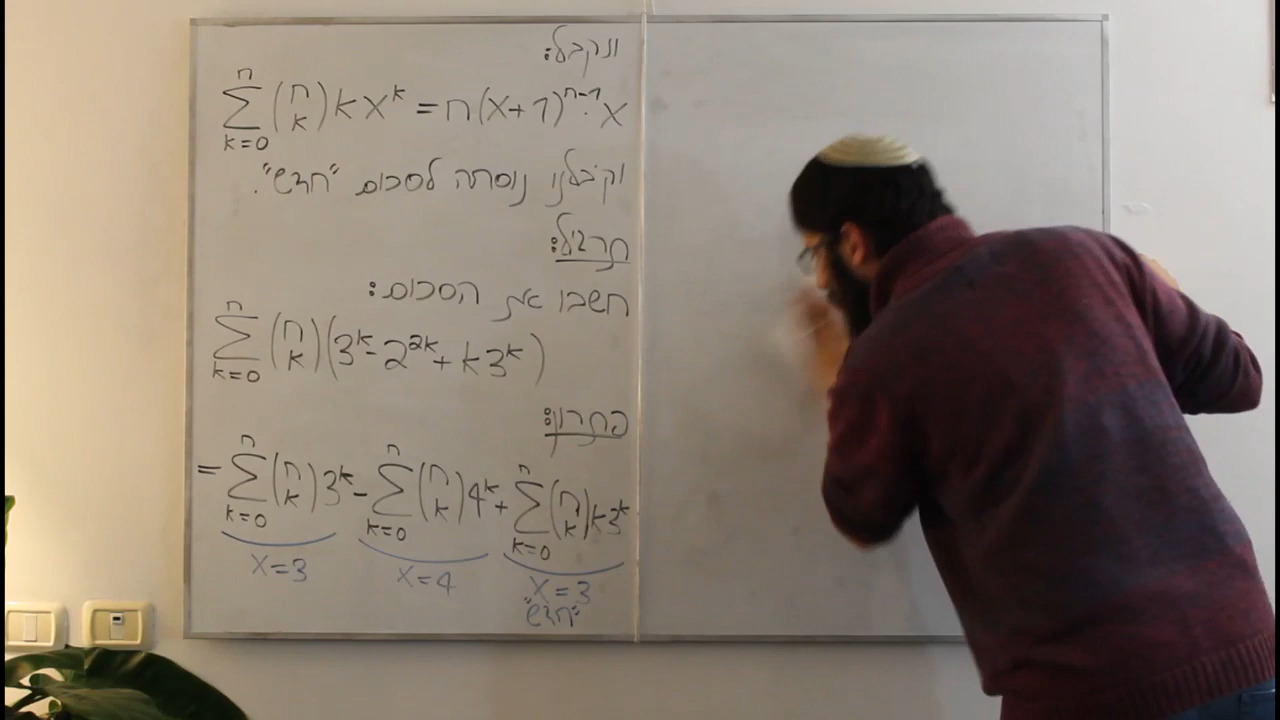 ונקבל:
n∑k=0 (n k) k x^k = n(x+1)^{n-1}·x
וקיבלנו נוסחה לסכום "חדש".
תרגיל:
חשבו את הסכום:
n∑k=0 (n k)(3^k - 2^{2k} + k3^k)
פתרון:
= n∑k=0 (n k)3^k - n∑k=0 (n k)4^k + n∑k=0 (n k)k3^k
x=3 x=4 x=3
"חדש"